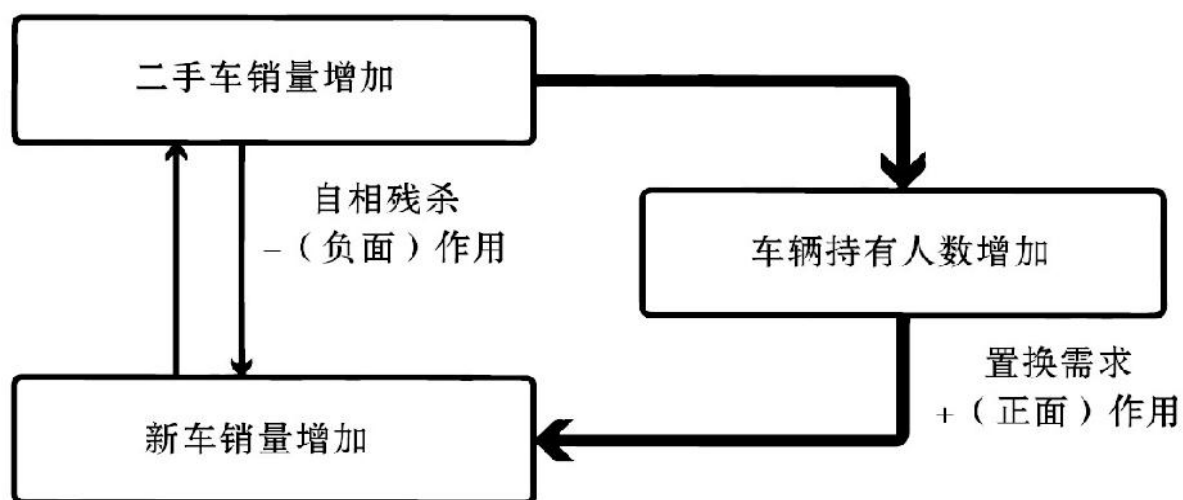 二手车销量增加
自相残杀
-（负面）作用
车辆持有人数增加
置换需求
+（正面）作用
新车销量增加